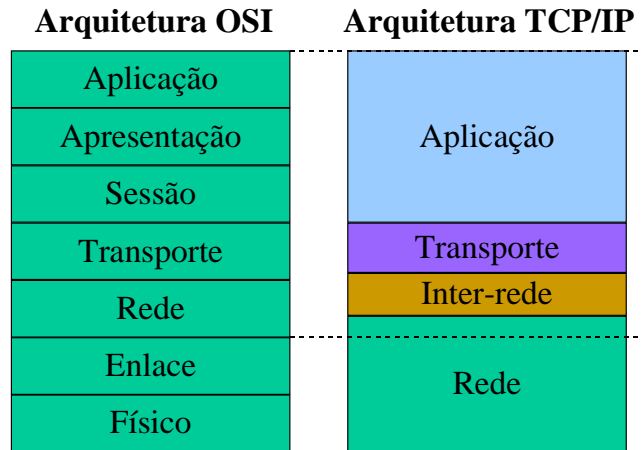 Arquitetura OSI
Aplicação
Apresentação
Sessão
Transporte
Rede
Enlace
Físico
Arquitetura TCP/IP
Aplicação
Transporte
Inter-rede
Rede